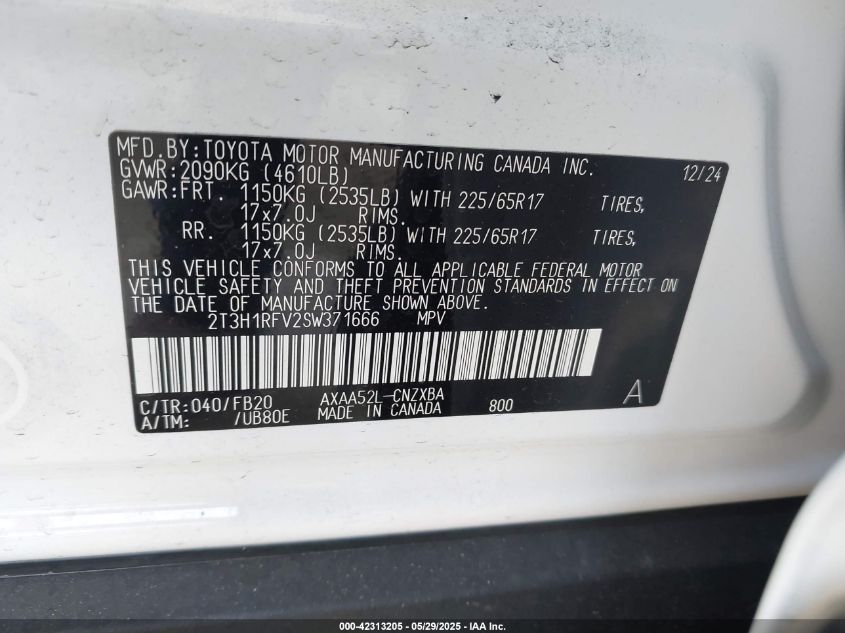 MFD. BY: TOYOTA MOTOR MANUFACTURING CANADA INC. 12/24
GVWR: 2090KG (4610LB)
GAWR: FRT. 1150KG (2535LB) WITH 225/65R17 TIRES,
17x7.0J RIMS.
RR. 1150KG (2535LB) WITH 225/65R17 TIRES,
17x7.0J RIMS.
THIS VEHICLE CONFORMS TO ALL APPLICABLE FEDERAL MOTOR
VEHICLE SAFETY AND THEFT PREVENTION STANDARDS IN EFFECT ON
THE DATE OF MANUFACTURE SHOWN ABOVE.
2T3H1RFV2SW371666 MPV
C/TR: 040/FB20 AXAA52L-CNZXBA
A/TM: /UB80E MADE IN CANADA 800 A
000-42313205 - 05/29/2025 - IAA Inc.